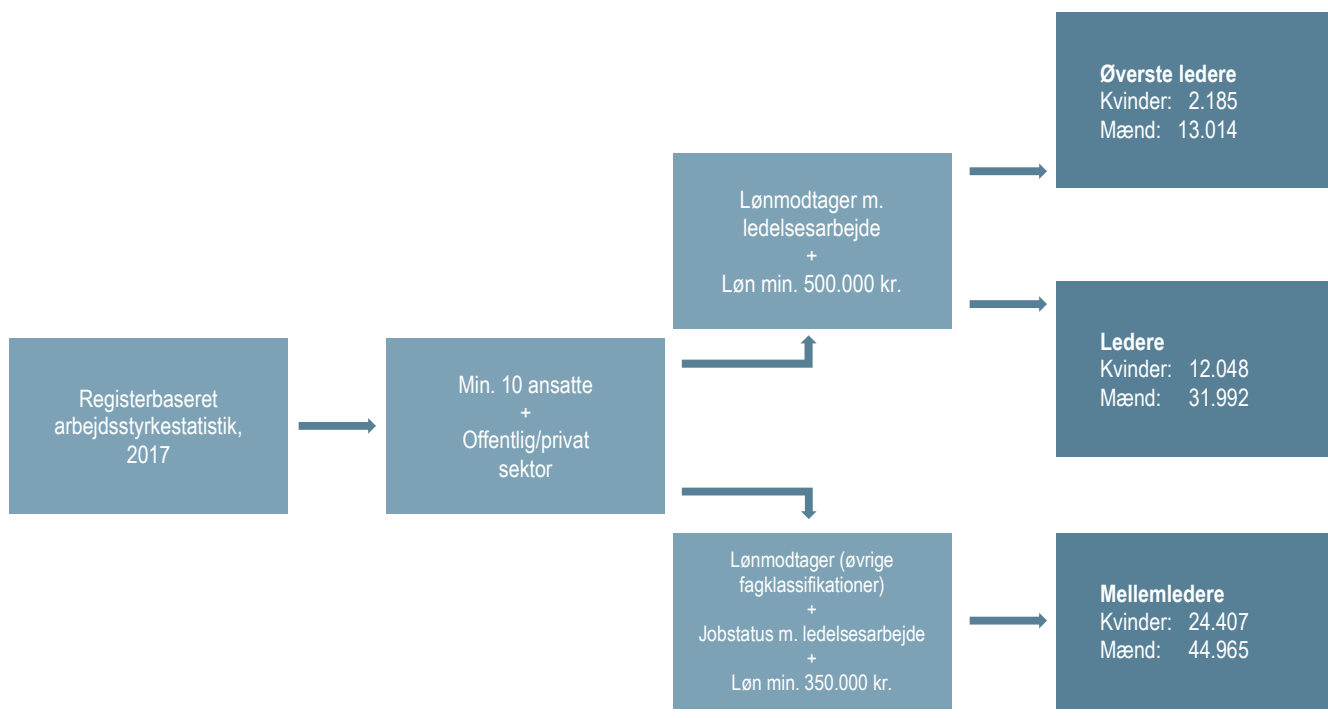 Registerbaseret
arbejdsstyrkestatistik,
2017
Min. 10 ansatte
+
Offentlig/privat
sektor
Lønmodtager m.
ledelsesarbejde
+
Løn min. 500.000 kr.
Lønmodtager (øvrige
fagklassifikationer)
+
Jobstatus m. ledelsesarbejde
+
Løn min. 350.000 kr.
Øverste ledere
Kvinder: 2.185
Mænd: 13.014
Ledere
Kvinder: 12.048
Mænd: 31.992
Mellemledere
Kvinder: 24.407
Mænd: 44.965